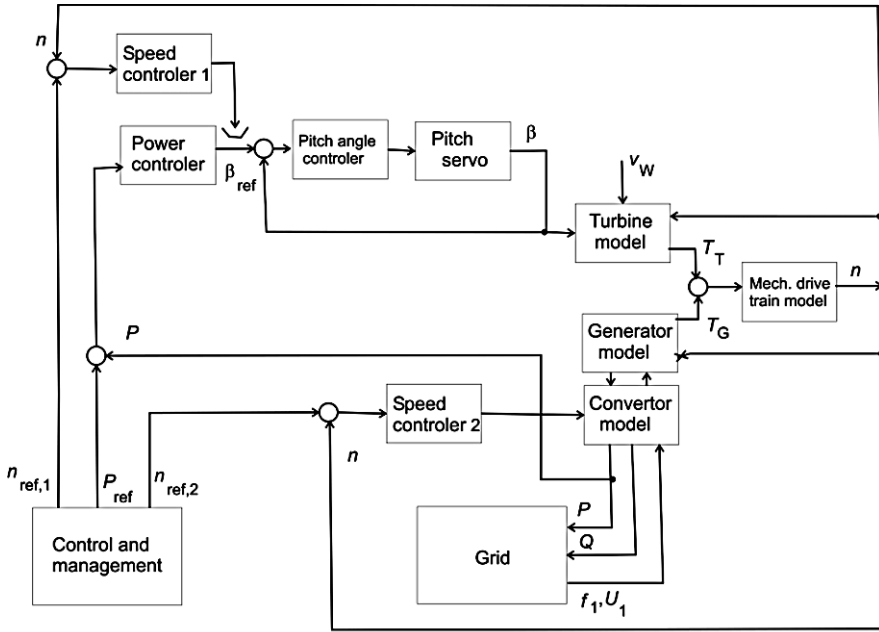 n
Speed
controler 1
Power
controler
β ref
Pitch angle
controler
Pitch
servo
β
v W
Turbine
model
T T
Mech. drive
train model
n
T G
Generator
model
P
Convertor
model
Speed
controler 2
n
n ref,1
P ref
n ref,2
Control and
management
Grid
P
Q
f 1, U 1